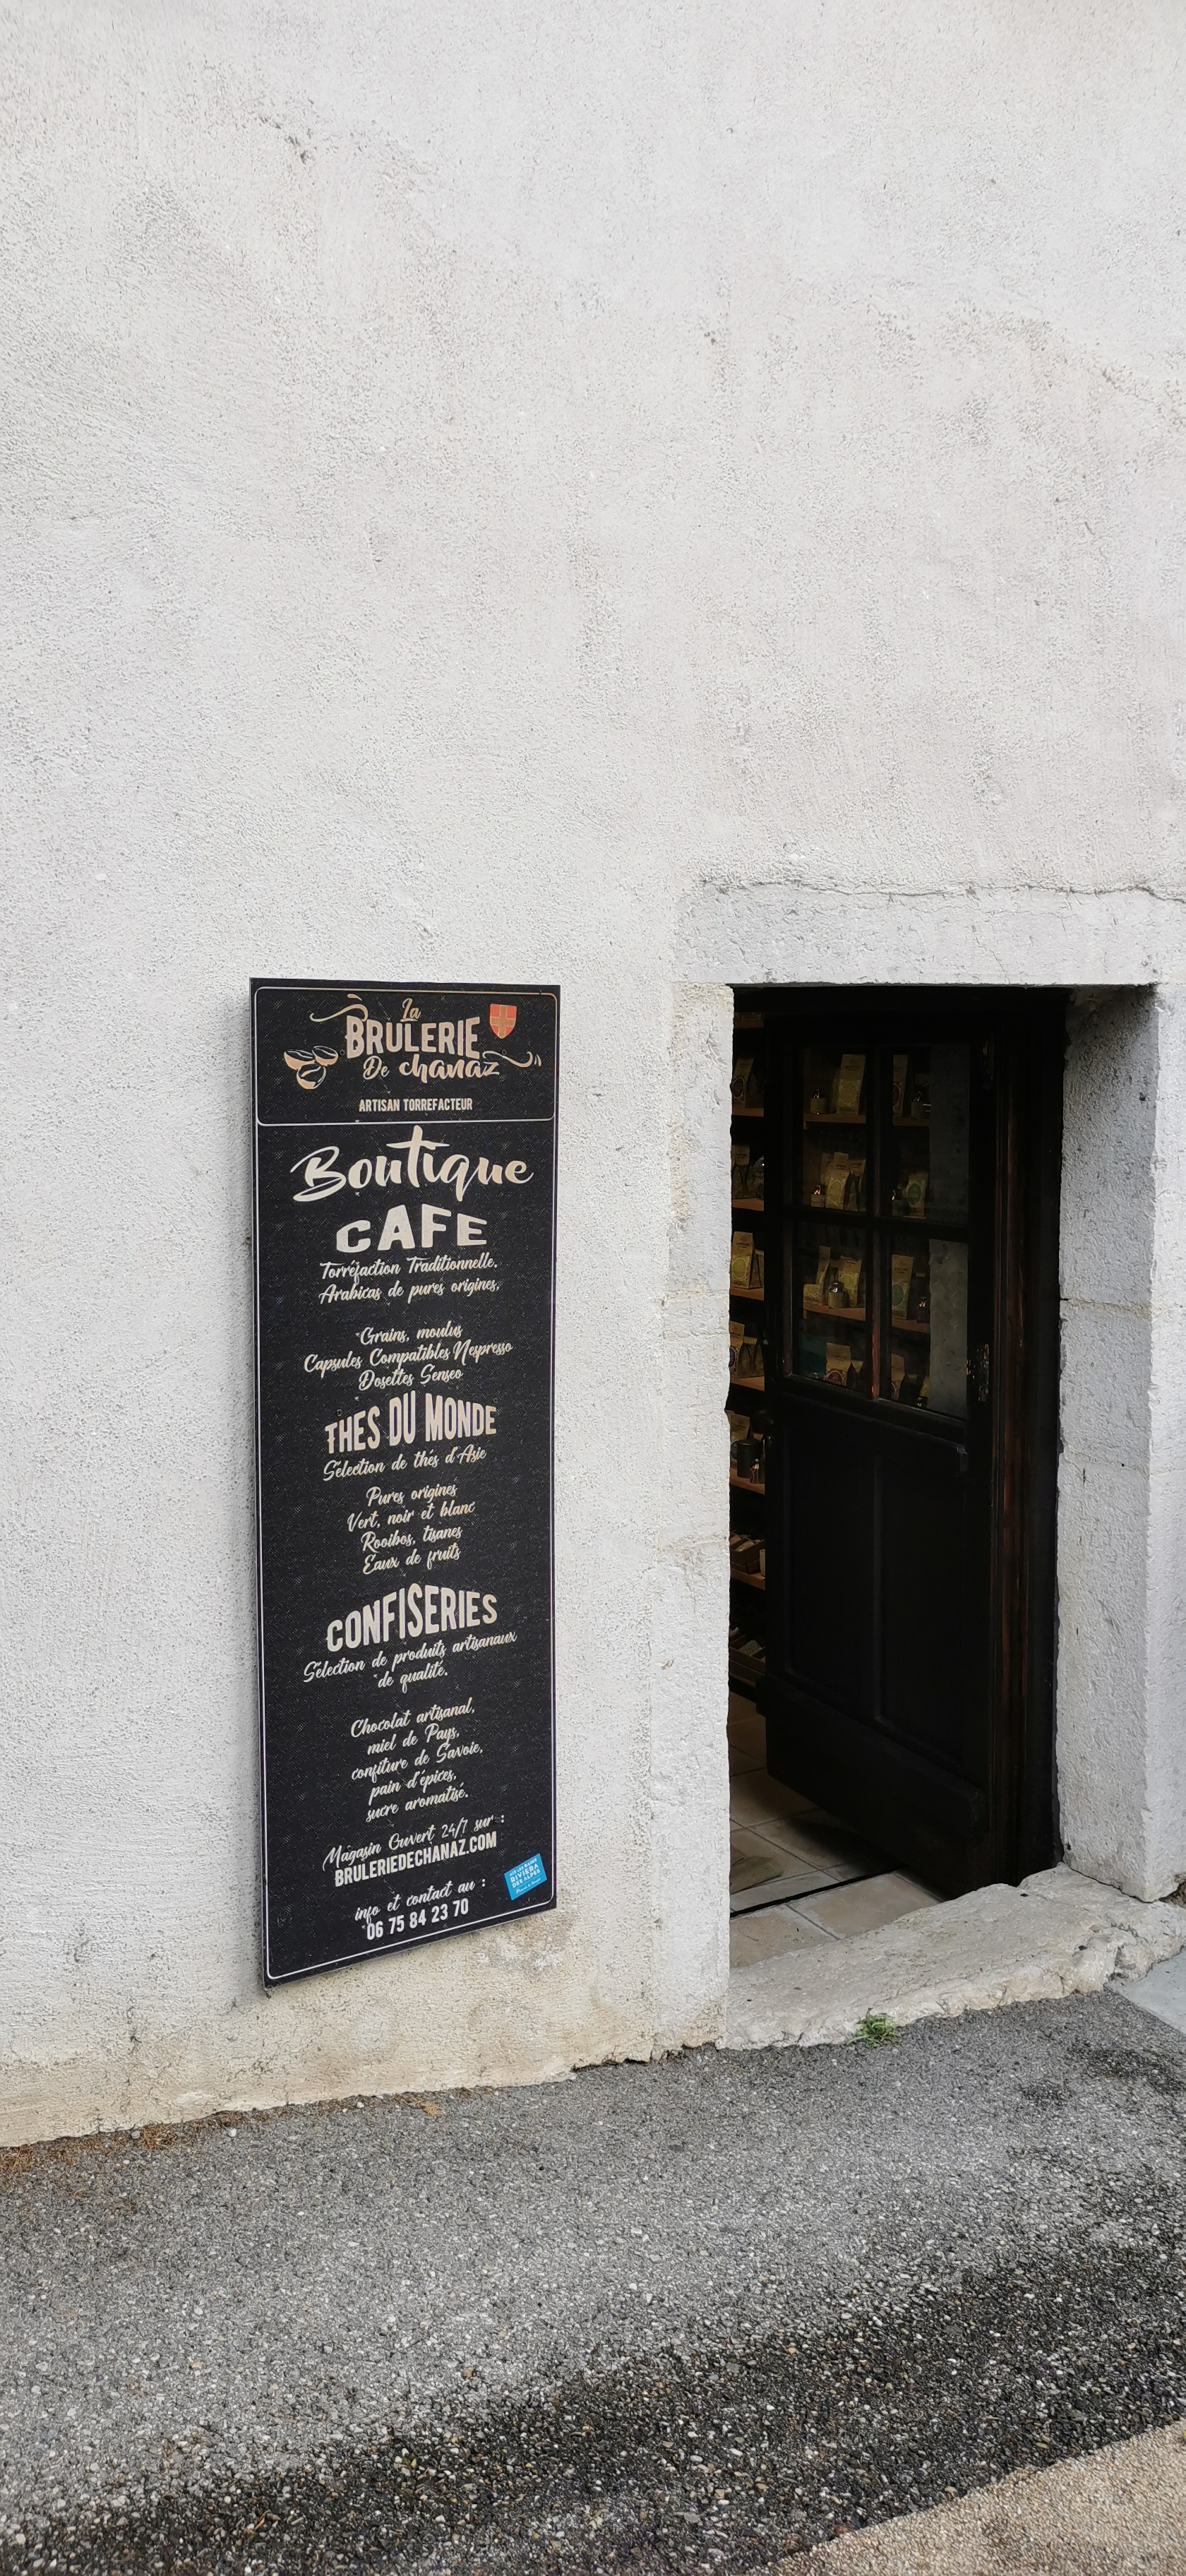 La
BRULERIE
De chanaz
ARTISAN TORREFACTEUR
Boutique
CAFE
Torréfaction Traditionnelle.
Arabicas de pures origines,
Grains, moulus
Capsules Compatibles Nespresso
Dosettes Senseo
THES DU MONDE
Sélection de thés d'Asie
Pures origines
Vert, noir et blanc
Rooibos, tisanes
Eaux de fruits
CONFISERIES
Sélection de produits artisanaux
de qualité.
Chocolat artisanal,
miel de Pays,
confiture de Savoie,
pain d'épices,
sucre aromatisé.
Magasin Ouvert 24/7 sur :
BRULERIEDECHANAZ.COM
info et contact au :
06 75 84 23 70
RIVIERA
DES ALPES